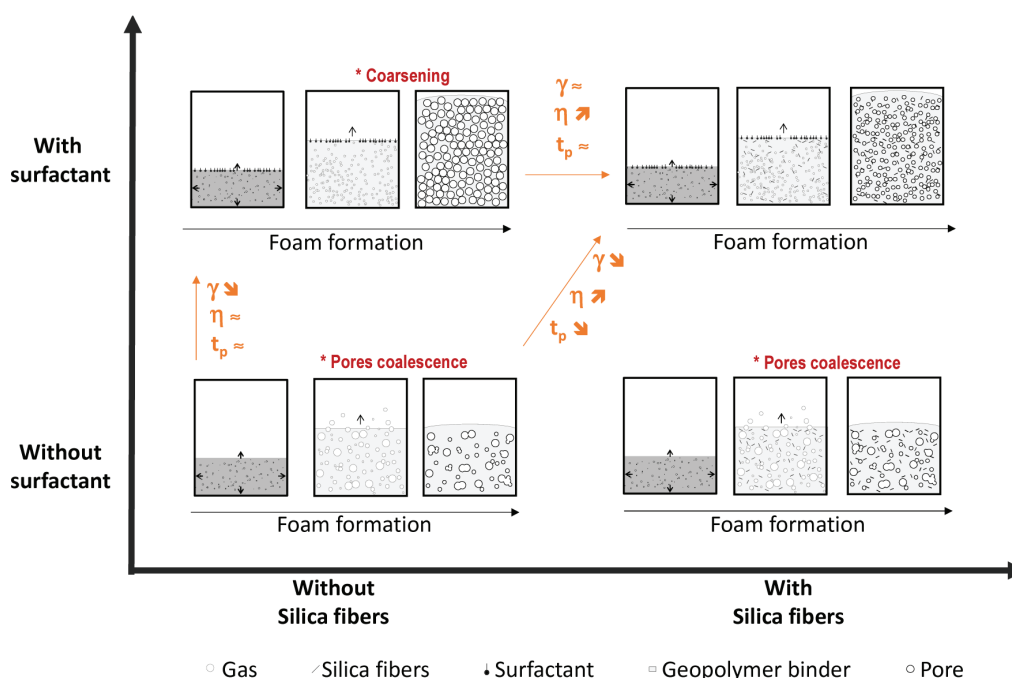 * Coarsening
With
surfactant
γ ≈
η ↗
tp ≈
Foam formation
Foam formation
γ ↘
η ≈
tp ≈
γ ↘
η ↗
tp ↘
* Pores coalescence
* Pores coalescence
Without
surfactant
Foam formation
Foam formation
Without
Silica fibers
With
Silica fibers
Gas
Silica fibers
Surfactant
Geopolymer binder
Pore